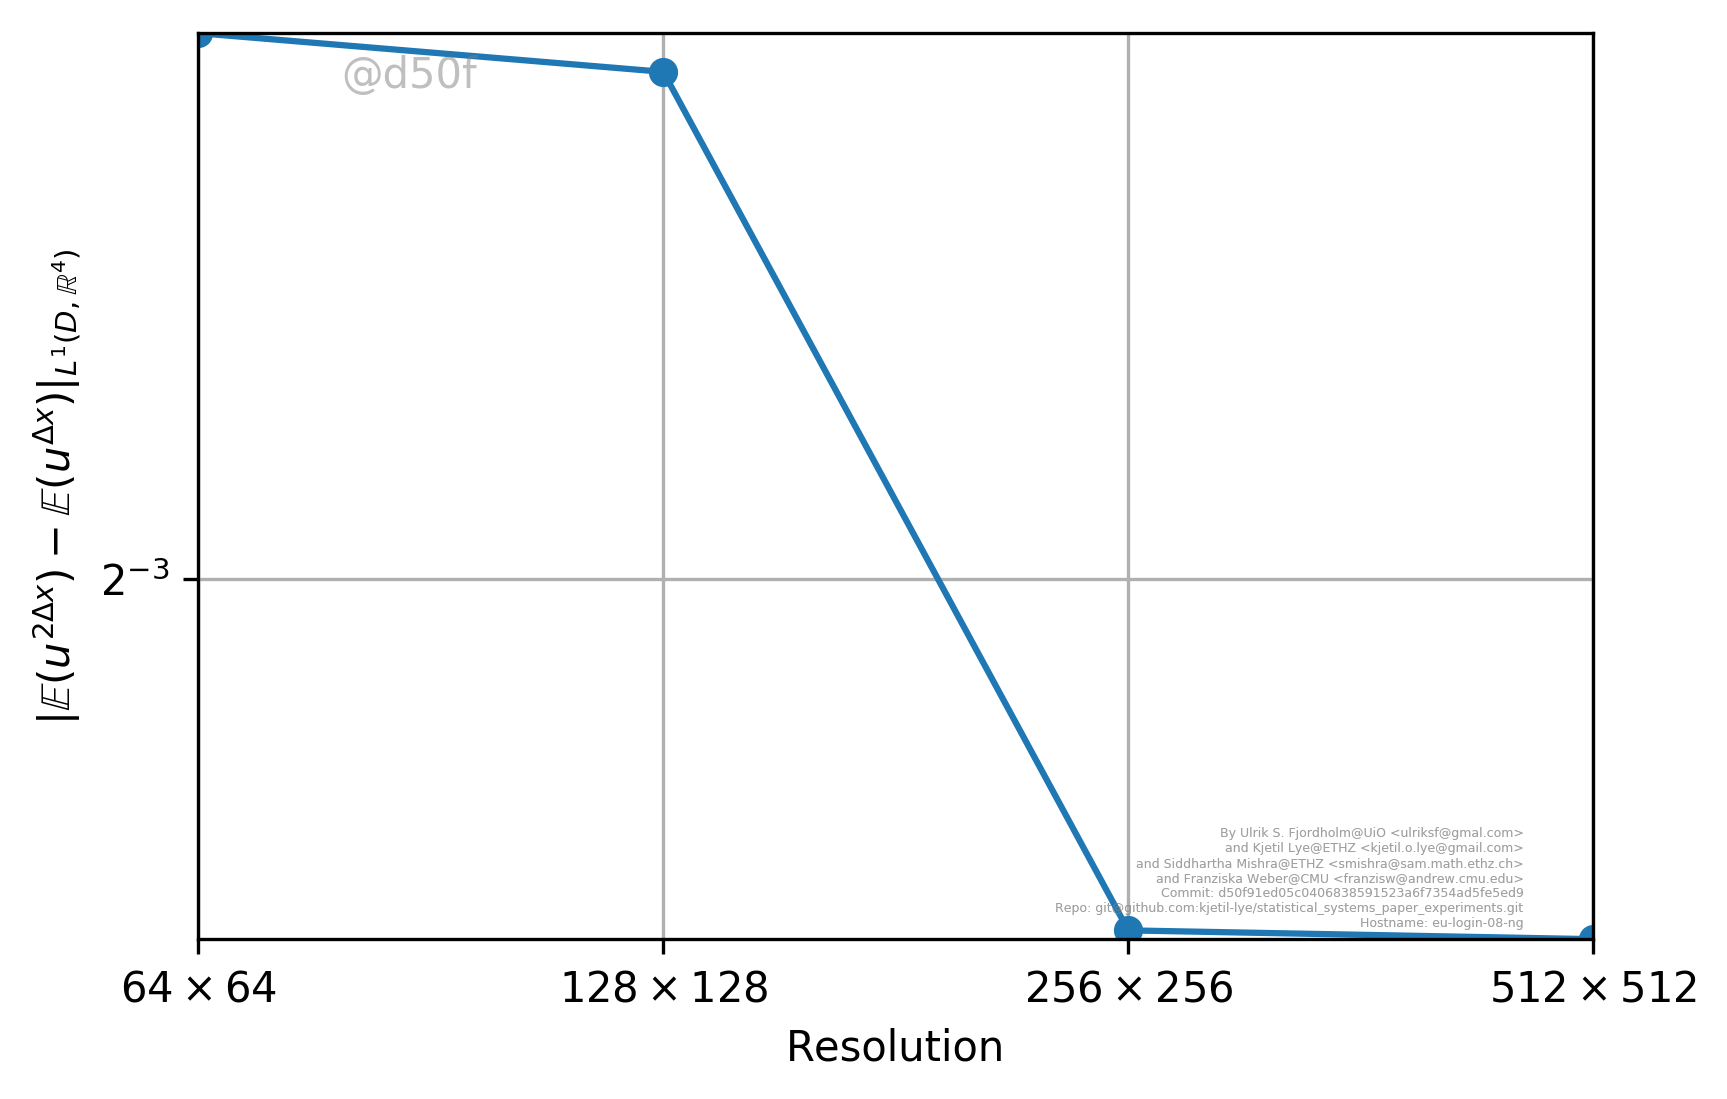 @d50f
|𝔼(u^{2Δx}) − 𝔼(u^{Δx})|_{L^1(D, ℝ^4)}
2^{−3}
By Ulrik S. Fjordholm@UiO <ulriksf@gmal.com>
and Kjetil Lye@ETHZ <kjetil.o.lye@gmail.com>
and Siddhartha Mishra@ETHZ <smishra@sam.math.ethz.ch>
and Franziska Weber@CMU <franzisw@andrew.cmu.edu>
Commit: d50f91ed05c0406838591523a6f7354ad5fe5ed9
Repo: git@github.com:kjetil-lye/statistical_systems_paper_experiments.git
Hostname: eu-login-08-ng
64 × 64 128 × 128 256 × 256 512 × 512
Resolution